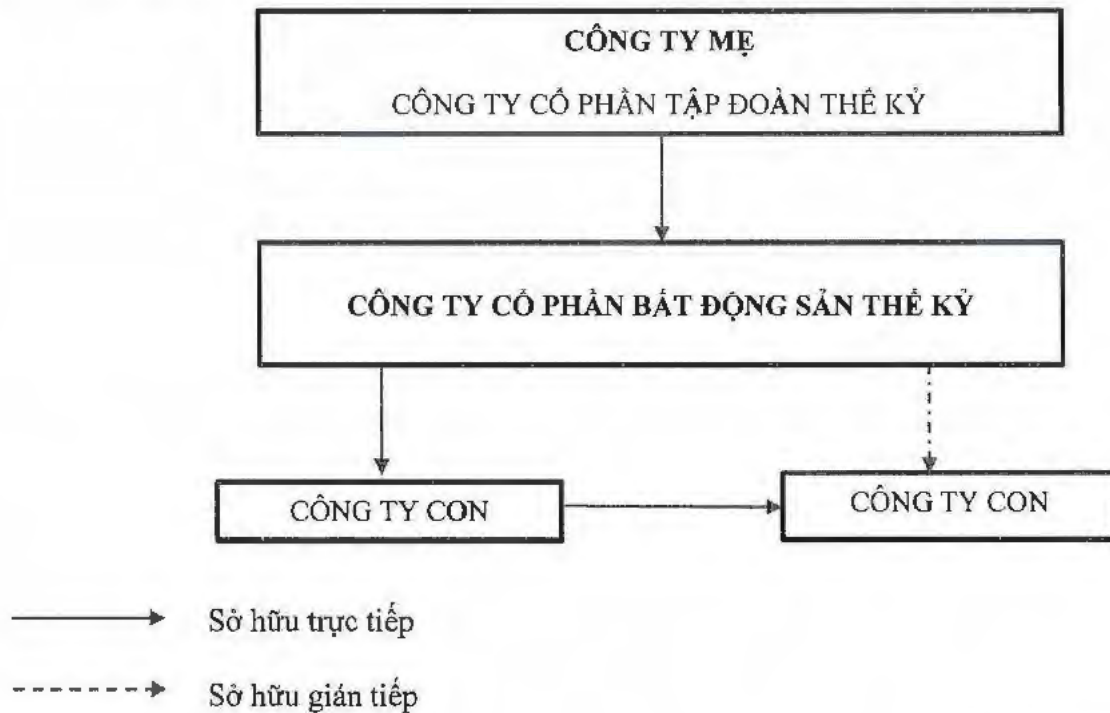 CÔNG TY MẸ
CÔNG TY CỔ PHẦN TẬP ĐOÀN THẾ KỶ
CÔNG TY CỔ PHẦN BẤT ĐỘNG SẢN THẾ KỶ
CÔNG TY CON
CÔNG TY CON
Sở hữu trực tiếp
Sở hữu gián tiếp